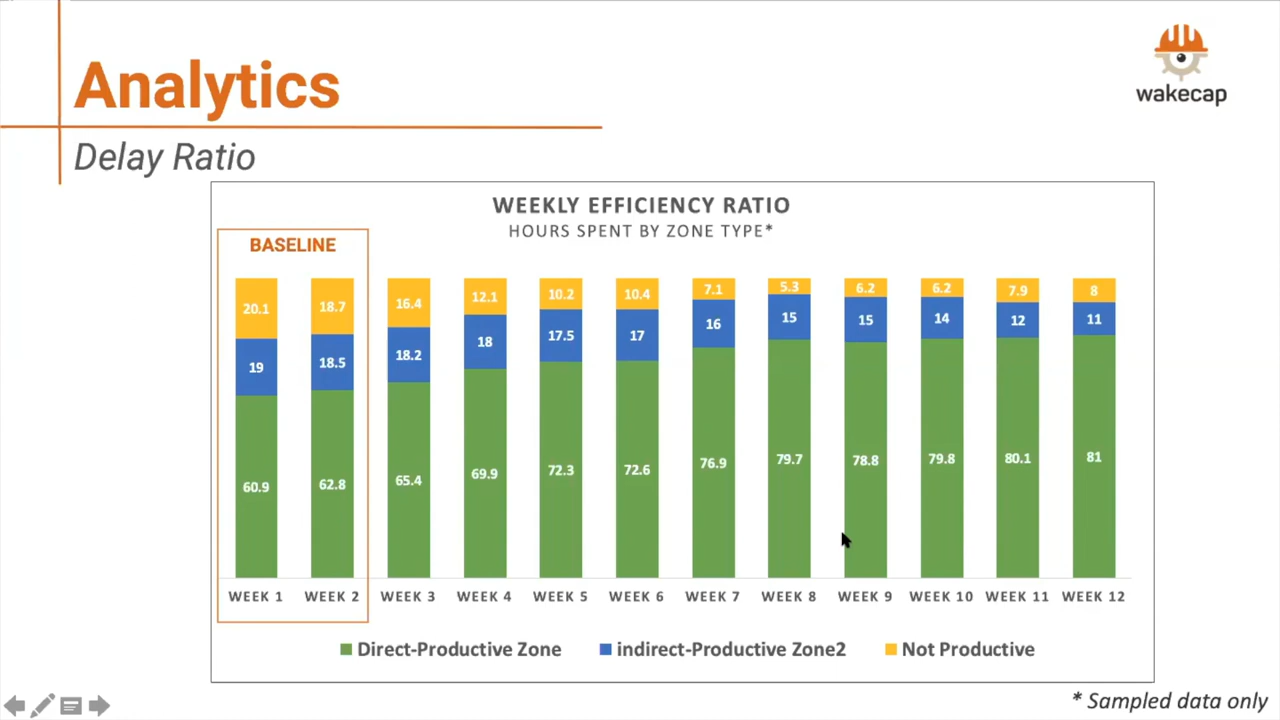 Analytics
wakecap
Delay Ratio
WEEKLY EFFICIENCY RATIO
HOURS SPENT BY ZONE TYPE*
BASELINE
20.1 18.7 16.4 12.1 10.2 10.4 7.1 5.3 6.2 6.2 7.9 8
19 18.5 18.2 18 17.5 17 16 15 15 14 12 11
60.9 62.8 65.4 69.9 72.3 72.6 76.9 79.7 78.8 79.8 80.1 81
WEEK 1 WEEK 2 WEEK 3 WEEK 4 WEEK 5 WEEK 6 WEEK 7 WEEK 8 WEEK 9 WEEK 10 WEEK 11 WEEK 12
Direct-Productive Zone indirect-Productive Zone2 Not Productive
* Sampled data only